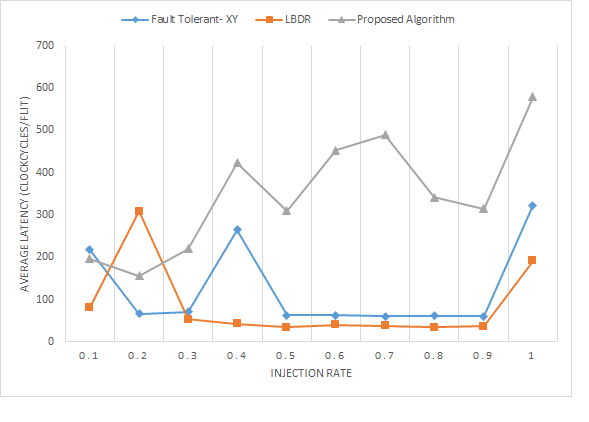 Fault Tolerant- XY LBDR Proposed Algorithm
700
600
500
400
300
200
100
0
AVERAGE LATENCY (CLOCKCYCLES/FLIT)
0.1 0.2 0.3 0.4 0.5 0.6 0.7 0.8 0.9 1
INJECTION RATE